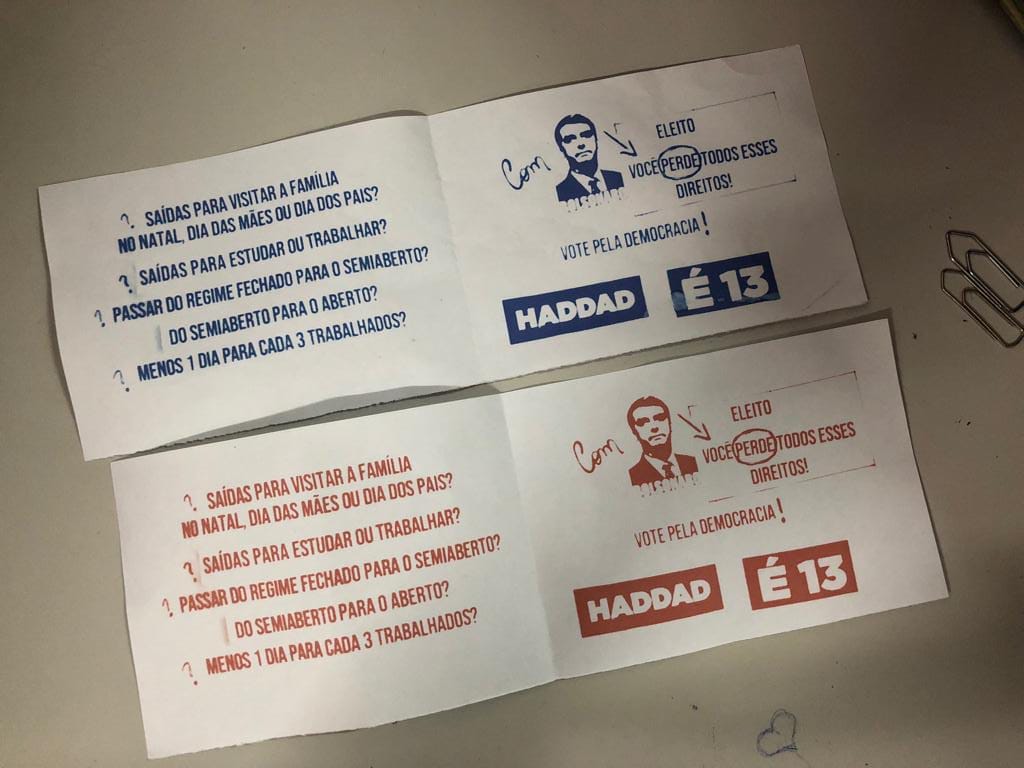 ? SAÍDAS PARA VISITAR A FAMÍLIA
NO NATAL, DIA DAS MÃES OU DIA DOS PAIS?
? SAÍDAS PARA ESTUDAR OU TRABALHAR?
? PASSAR DO REGIME FECHADO PARA O SEMIABERTO?
DO SEMIABERTO PARA O ABERTO?
? MENOS 1 DIA PARA CADA 3 TRABALHADOS?
Com
ELEITO
VOCÊ PERDE TODOS ESSES
DIREITOS!
VOTE PELA DEMOCRACIA!
HADDAD É 13
? SAÍDAS PARA VISITAR A FAMÍLIA
NO NATAL, DIA DAS MÃES OU DIA DOS PAIS?
? SAÍDAS PARA ESTUDAR OU TRABALHAR?
? PASSAR DO REGIME FECHADO PARA O SEMIABERTO?
DO SEMIABERTO PARA O ABERTO?
? MENOS 1 DIA PARA CADA 3 TRABALHADOS?
Com
ELEITO
VOCÊ PERDE TODOS ESSES
DIREITOS!
VOTE PELA DEMOCRACIA!
HADDAD É 13